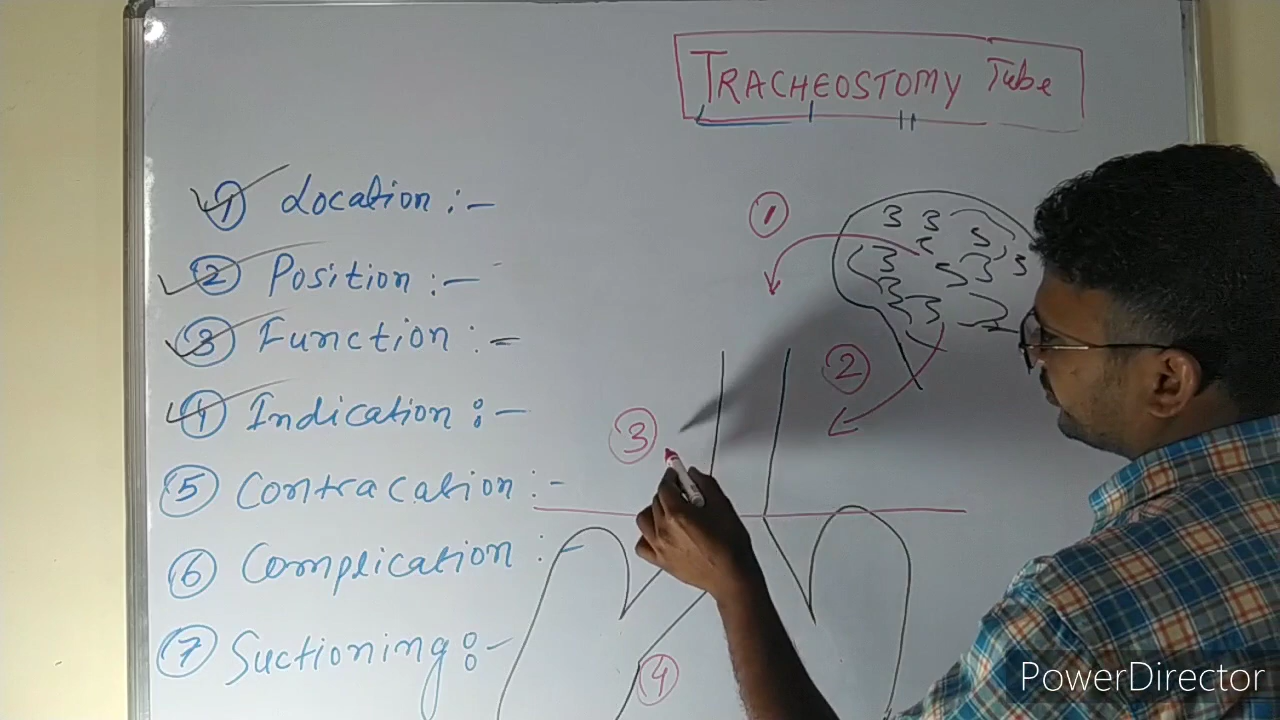 TRACHEOSTOMY Tube
① Location :-
② Position :-
③ Function :-
④ Indication :-
⑤ Contracation :-
⑥ Complication :-
⑦ Suctioning :-
①
②
③
④
PowerDirector